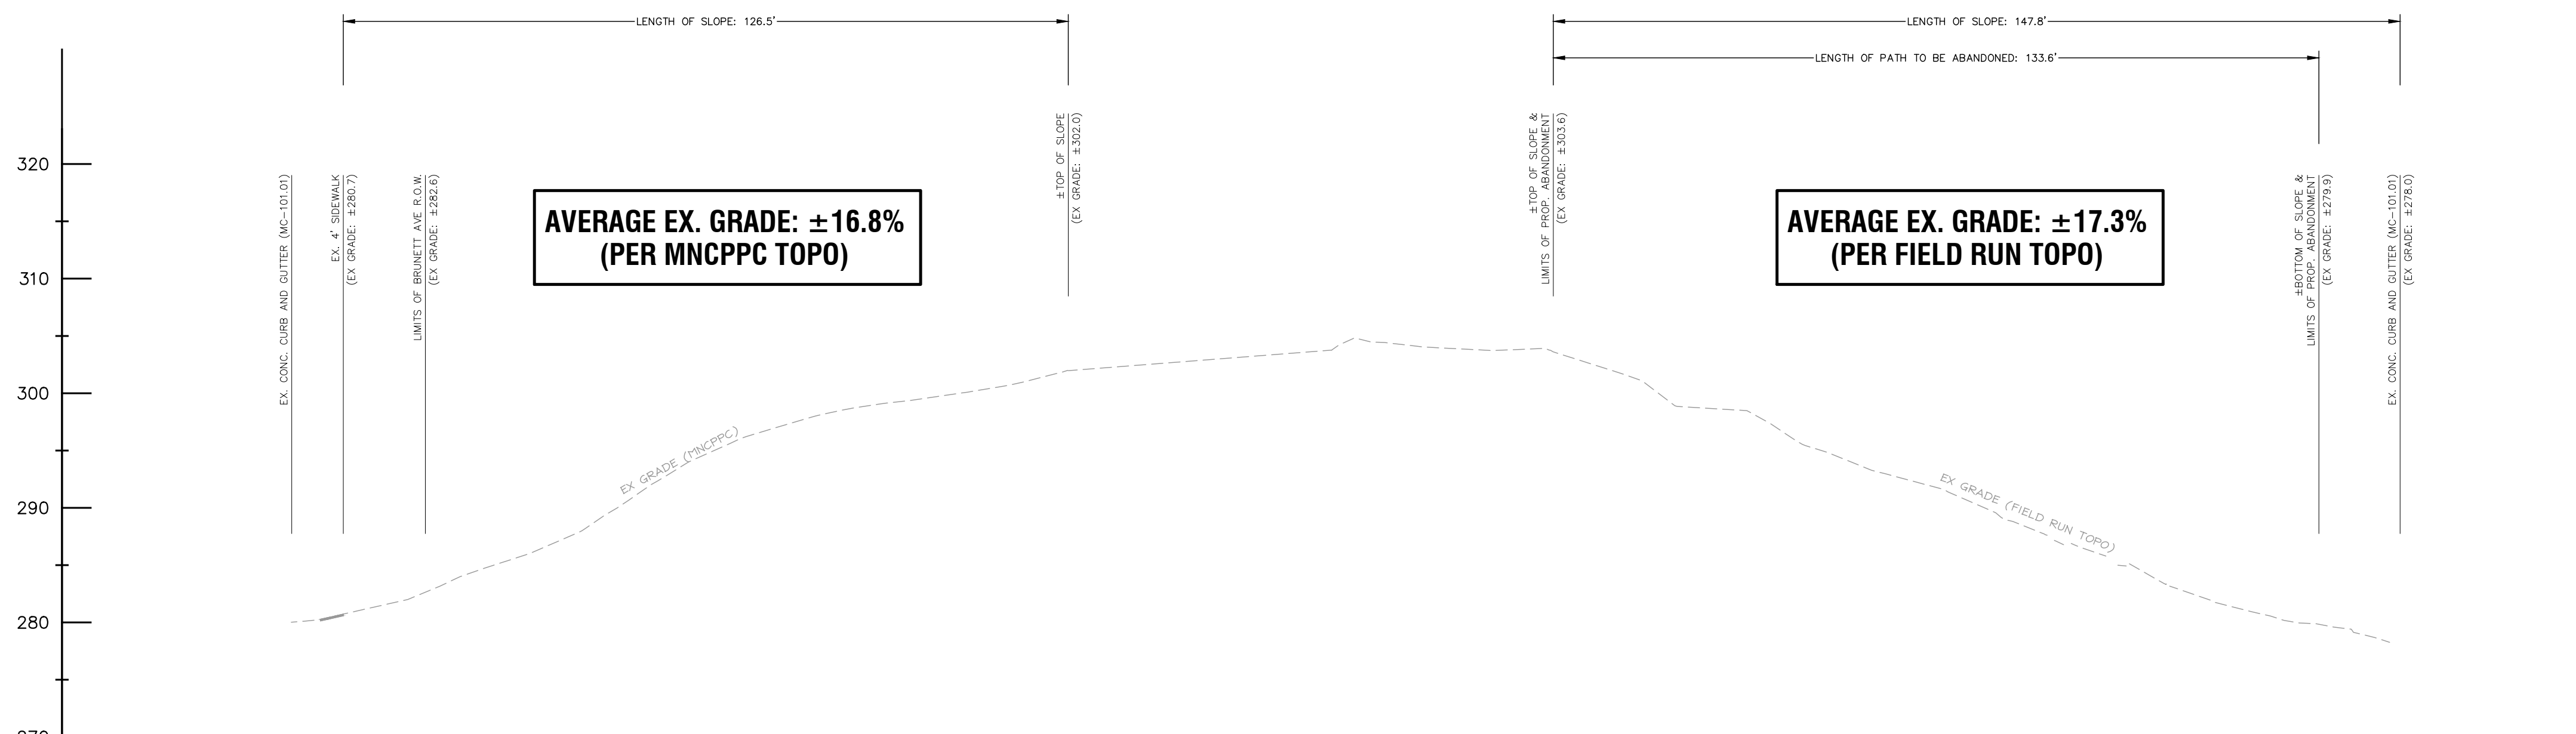 LENGTH OF SLOPE: 126.5'
LENGTH OF SLOPE: 147.8'
LENGTH OF PATH TO BE ABANDONED: 133.6'
320
310
300
290
280
EX. CONC. CURB AND GUTTER (MC-101.01)
EX. 4' SIDEWALK
(EX GRADE: ±280.7)
LIMITS OF BRUNETT AVE R.O.W.
(EX GRADE: ±282.6)
AVERAGE EX. GRADE: ±16.8%
(PER MNCPPC TOPO)
±TOP OF SLOPE
(EX GRADE: ±302.0)
±TOP OF SLOPE &
LIMITS OF PROP. ABANDONMENT
(EX GRADE: ±303.6)
AVERAGE EX. GRADE: ±17.3%
(PER FIELD RUN TOPO)
±BOTTOM OF SLOPE &
LIMITS OF PROP. ABANDONMENT
(EX GRADE: ±279.9)
EX. CONC. CURB AND GUTTER (MC-101.01)
(EX GRADE: ±278.0)
EX GRADE (MNCPPC)
EX GRADE (FIELD RUN TOPO)